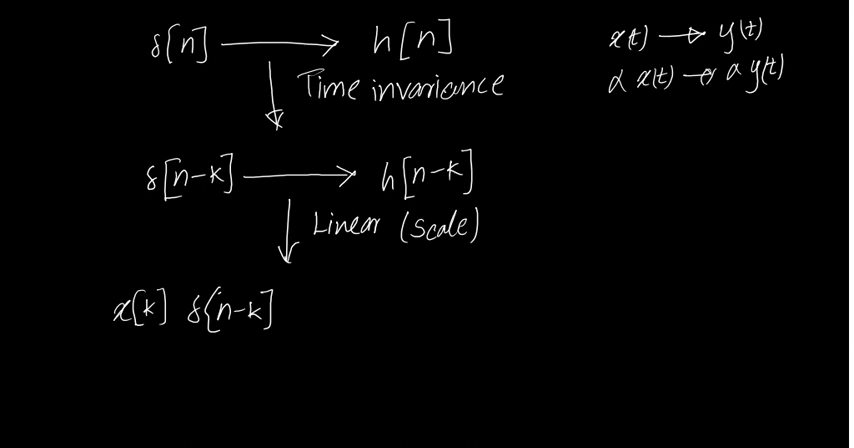 δ[n] → h[n]
x(t) → y(t)
α x(t) → α y(t)
Time invariance
δ[n-k] → h[n-k]
Linear (scale)
x[k] δ[n-k]